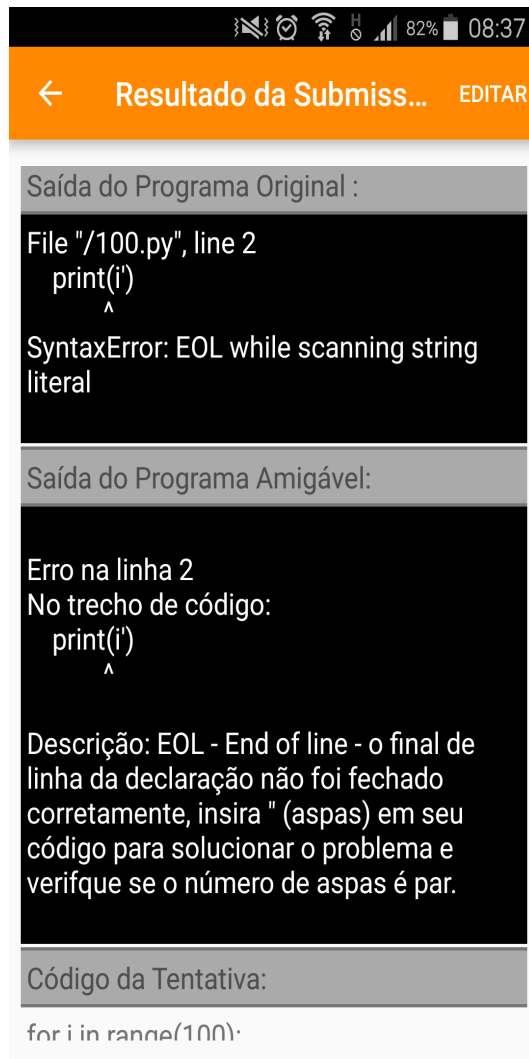 H 82% 08:37
Resultado da Submiss... EDITAR
Saída do Programa Original :
File "/100.py", line 2
print(i')
^
SyntaxError: EOL while scanning string
literal
Saída do Programa Amigável:
Erro na linha 2
No trecho de código:
print(i')
^
Descrição: EOL - End of line - o final de
linha da declaração não foi fechado
corretamente, insira " (aspas) em seu
código para solucionar o problema e
verifque se o número de aspas é par.
Código da Tentativa:
for i in range(100):